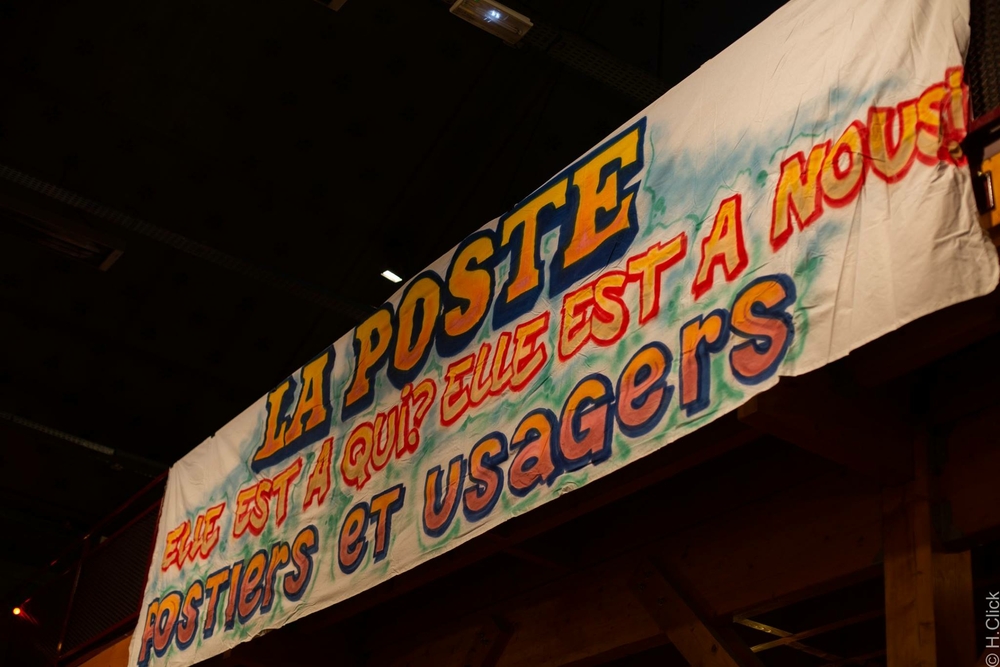 LA POSTE
ELLE EST A QUI? ELLE EST A NOUS!
POSTIers et USAGers
© H.Click